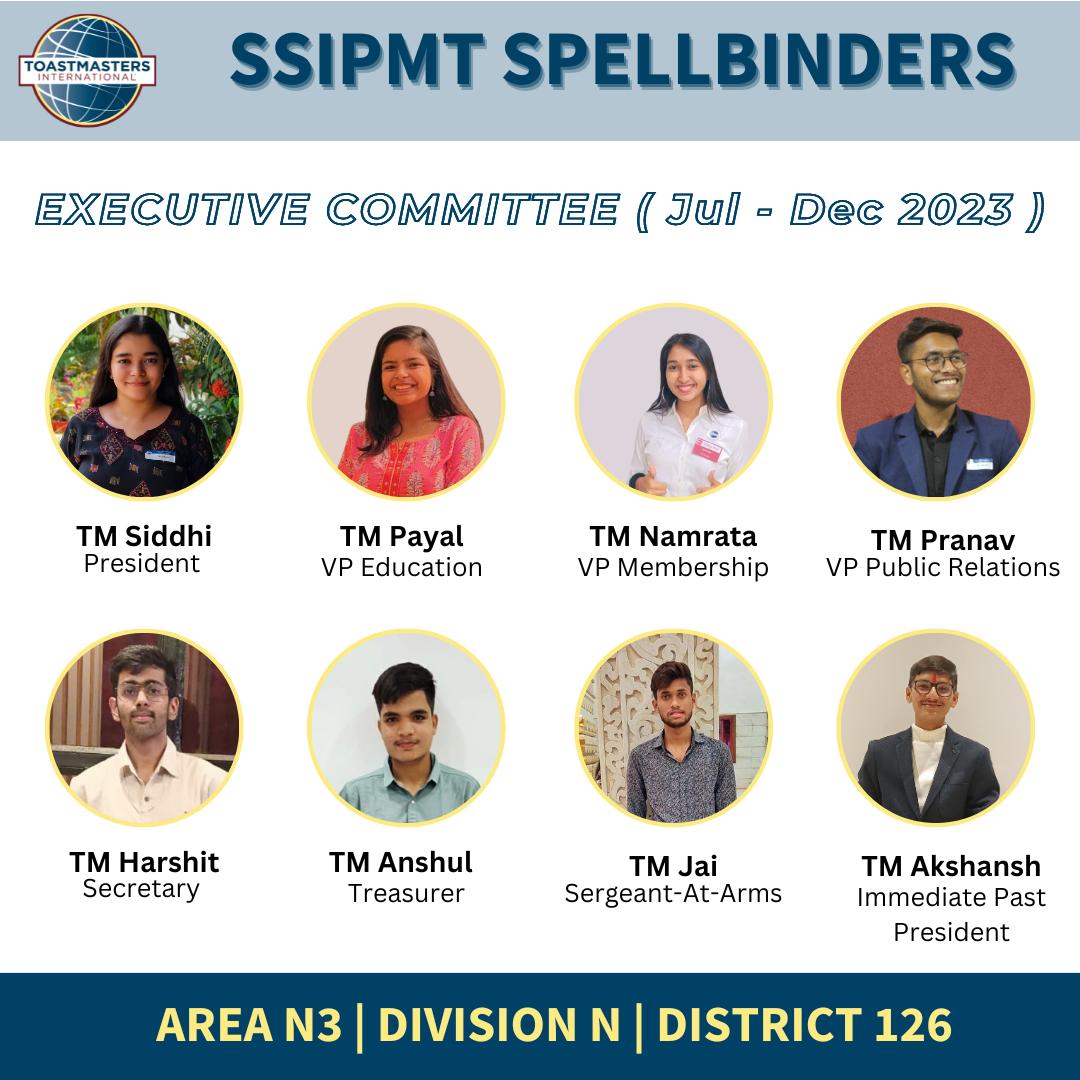 TOASTMASTERS
INTERNATIONAL
SSIPMT SPELLBINDERS
EXECUTIVE COMMITTEE ( Jul - Dec 2023 )
TM Siddhi
President
TM Payal
VP Education
TM Namrata
VP Membership
TM Pranav
VP Public Relations
TM Harshit
Secretary
TM Anshul
Treasurer
TM Jai
Sergeant-At-Arms
TM Akshansh
Immediate Past
President
AREA N3 | DIVISION N | DISTRICT 126